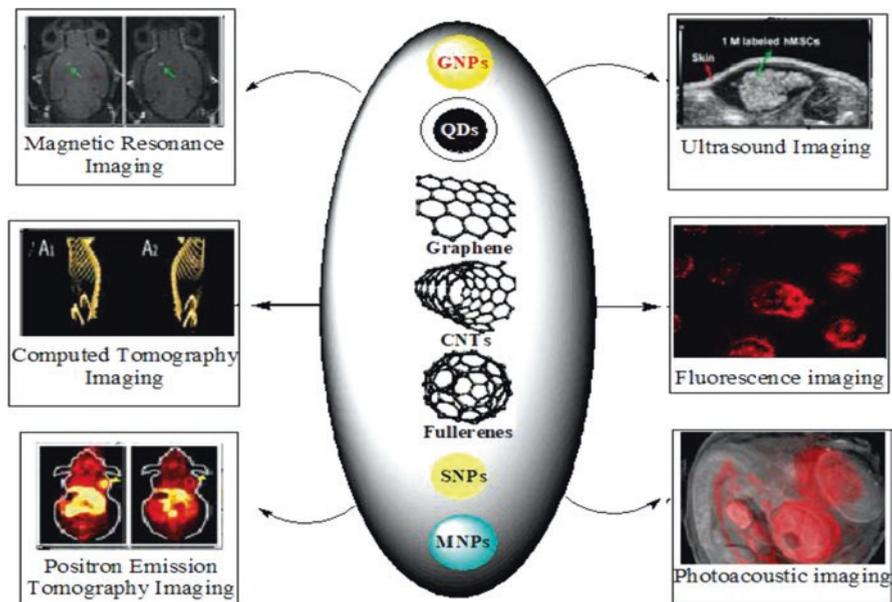 Magnetic Resonance
Imaging
A1
A2
Computed Tomography
Imaging
Positron Emission
Tomography Imaging
GNPs
QDs
Graphene
CNTs
Fullerenes
SNPs
MNPs
1 M labeled hMSCs
Skin
Ultrasound Imaging
Fluorescence imaging
Photoacoustic imaging